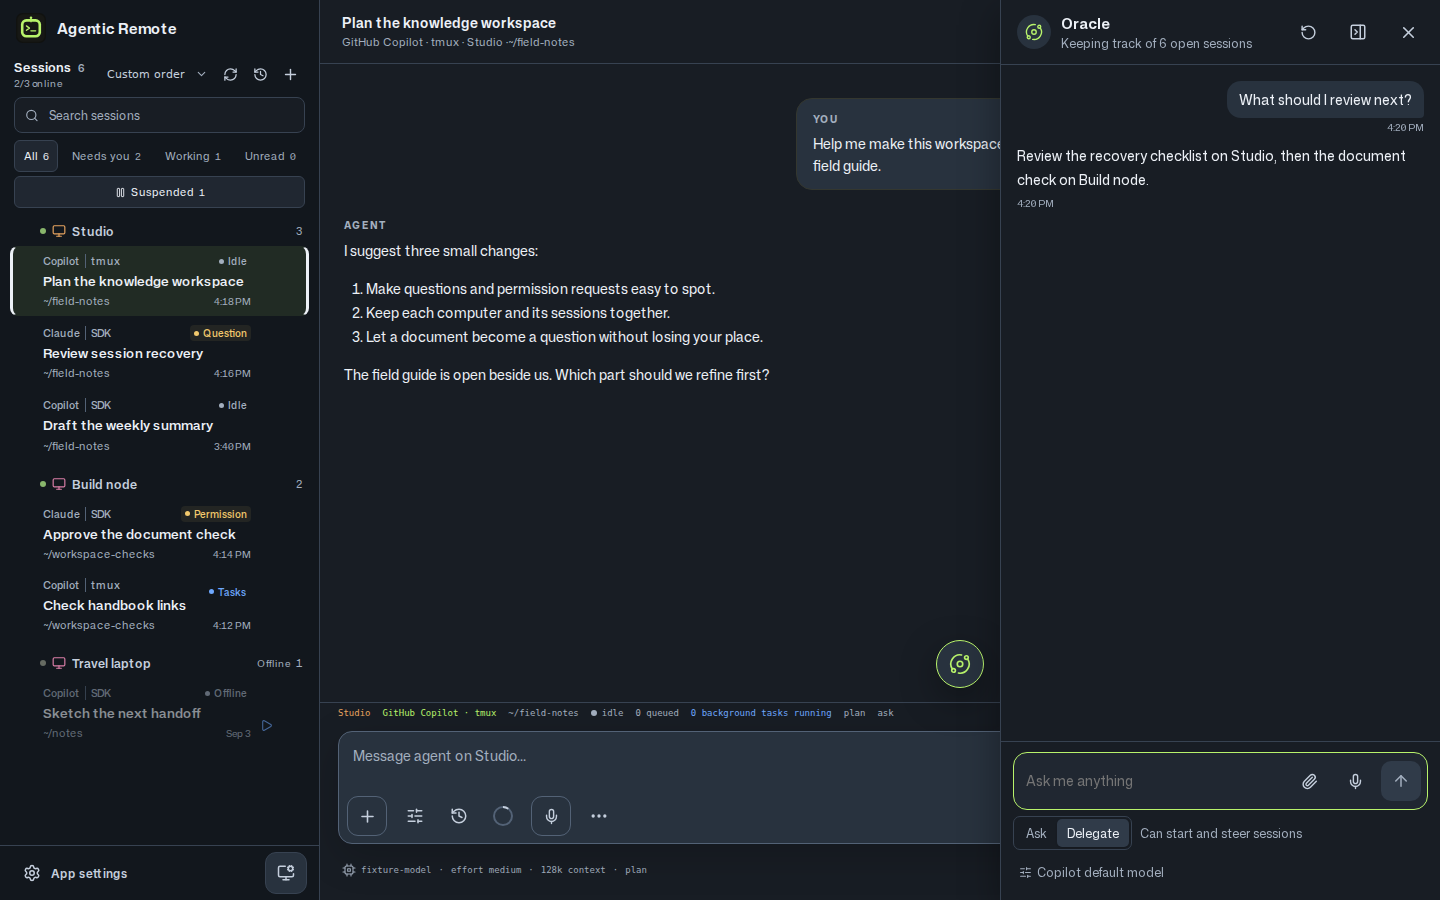 Agentic Remote
Sessions 6
2/3 online
Custom order
Search sessions
All 6
Needs you 2
Working 1
Unread 0
Suspended 1
Studio 3
Copilot | tmux
Idle
Plan the knowledge workspace
~/field-notes
4:18 PM
Claude | SDK
Question
Review session recovery
~/field-notes
4:16 PM
Copilot | SDK
Idle
Draft the weekly summary
~/field-notes
3:40 PM
Build node 2
Claude | SDK
Permission
Approve the document check
~/workspace-checks
4:14 PM
Copilot | tmux
Tasks
Check handbook links
~/workspace-checks
4:12 PM
Travel laptop
Offline 1
Copilot | SDK
Offline
Sketch the next handoff
~/notes
Sep 3
App settings
Plan the knowledge workspace
GitHub Copilot · tmux · Studio ·~/field-notes
YOU
Help me make this workspace
field guide.
AGENT
I suggest three small changes:
1. Make questions and permission requests easy to spot.
2. Keep each computer and its sessions together.
3. Let a document become a question without losing your place.
The field guide is open beside us. Which part should we refine first?
Studio GitHub Copilot · tmux ~/field-notes idle 0 queued 0 background tasks running plan ask
Message agent on Studio...
fixture-model · effort medium · 128k context · plan
Oracle
Keeping track of 6 open sessions
What should I review next?
4:20 PM
Review the recovery checklist on Studio, then the document
check on Build node.
4:20 PM
Ask me anything
Ask
Delegate
Can start and steer sessions
Copilot default model